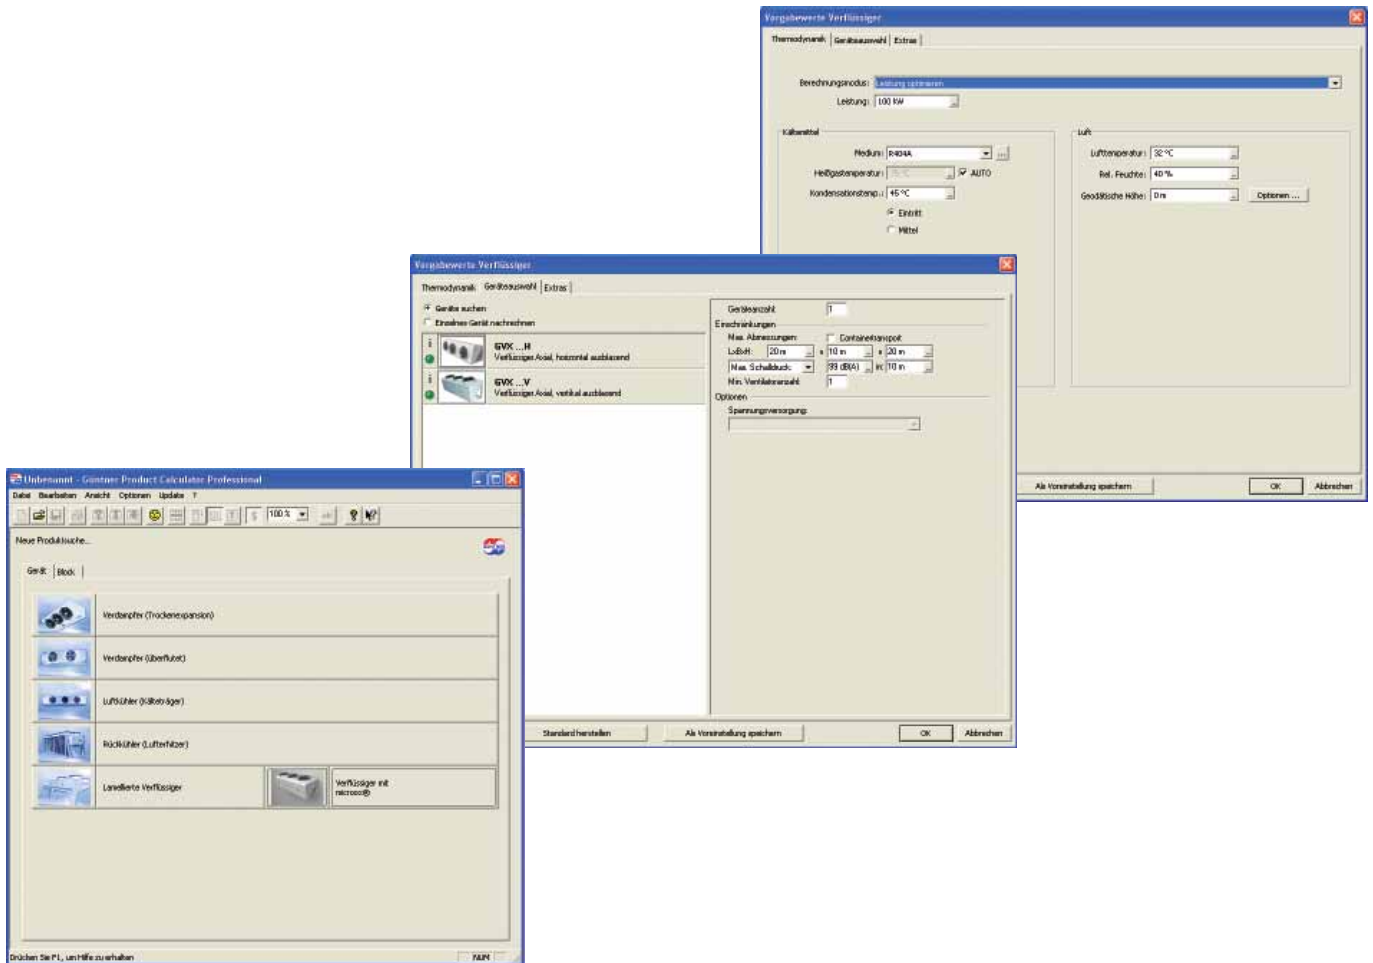 Vorgabewerte Verflüssiger
Thermodynamik Geräteauswahl Extras
Berechnungsmodus: Leistung optimieren
Leistung: 100 kW
Kältemittel
Medium: R404A
Heißgastemperatur: AUTO
Kondensationstemp.: 45 °C
Eintritt
Mittel
Luft
Lufttemperatur: 32 °C
Rel. Feuchte: 40 %
Geodätische Höhe: 0 m Optionen ...
Als Voreinstellung speichern OK Abbrechen
Vorgabewerte Verflüssiger
Thermodynamik Geräteauswahl Extras
Geräte suchen
Einzelnes Gerät nachrechnen
i GVX ...H
Verflüssiger Axial, horizontal ausblasend
i GVX ...V
Verflüssiger Axial, vertikal ausblasend
Geräteanzahl: 1
Einschränkungen
Max. Abmessungen: Containertransport
LxBxH: 20 m x 10 m x 20 m
Max. Schalldruck: 99 dB(A) in: 10 m
Min. Ventilatoranzahl: 1
Optionen
Spannungsversorgung:
Standard herstellen Als Voreinstellung speichern OK Abbrechen
Unbenannt - Güntner Product Calculator Professional
Datei Bearbeiten Ansicht Optionen Update ?
100 %
Neue Produktsuche...
Gerät Block
Verdampfer (Trockenexpansion)
Verdampfer (überflutet)
Luftkühler (Kälteträger)
Rückkühler (Lufterhitzer)
Lamellierte Verflüssiger
Verflüssiger mit
microox®
Drücken Sie F1, um Hilfe zu erhalten NUM